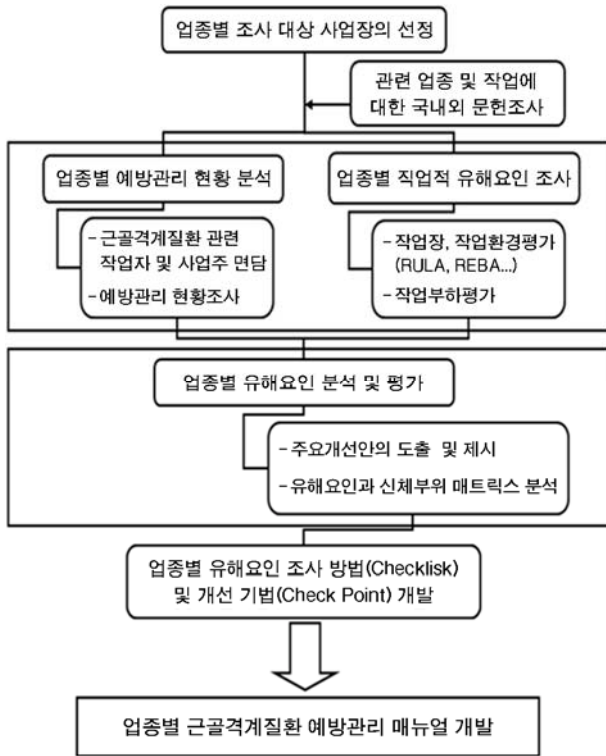 업종별 조사 대상 사업장의 선정
관련 업종 및 작업에
대한 국내외 문헌조사
업종별 예방관리 현황 분석
- 근골격계질환 관련
작업자 및 사업주 면담
- 예방관리 현황조사
업종별 직업적 유해요인 조사
- 작업장, 작업환경평가
(RULA, REBA...)
- 작업부하평가
업종별 유해요인 분석 및 평가
- 주요개선안의 도출 및 제시
- 유해요인과 신체부위 매트릭스 분석
업종별 유해요인 조사 방법(Checklisk)
및 개선 기법(Check Point) 개발
업종별 근골격계질환 예방관리 매뉴얼 개발